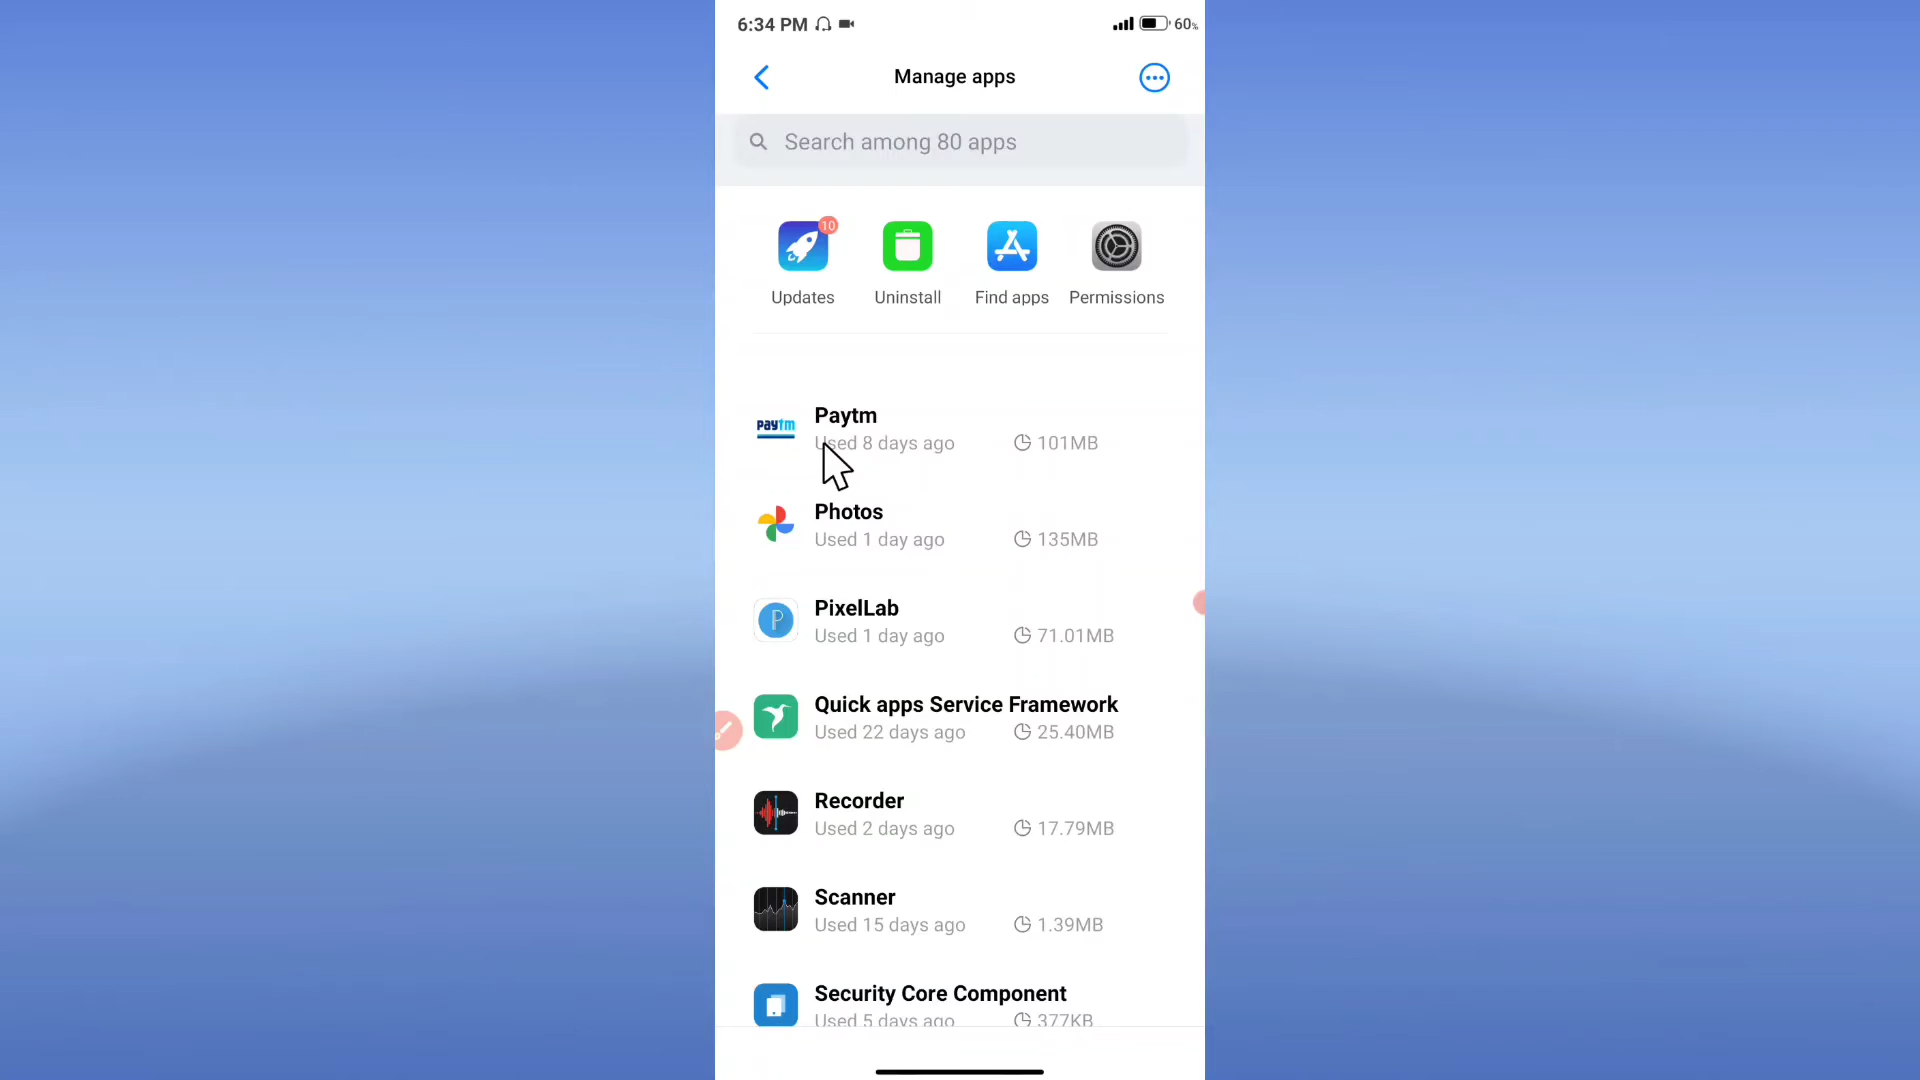 6:34 PM 60%
Manage apps
Search among 80 apps
10
Updates Uninstall Find apps Permissions
paytm
Paytm
Used 8 days ago 101MB
Photos
Used 1 day ago 135MB
P
PixelLab
Used 1 day ago 71.01MB
Quick apps Service Framework
Used 22 days ago 25.40MB
Recorder
Used 2 days ago 17.79MB
Scanner
Used 15 days ago 1.39MB
Security Core Component
Used 5 days ago 377KB